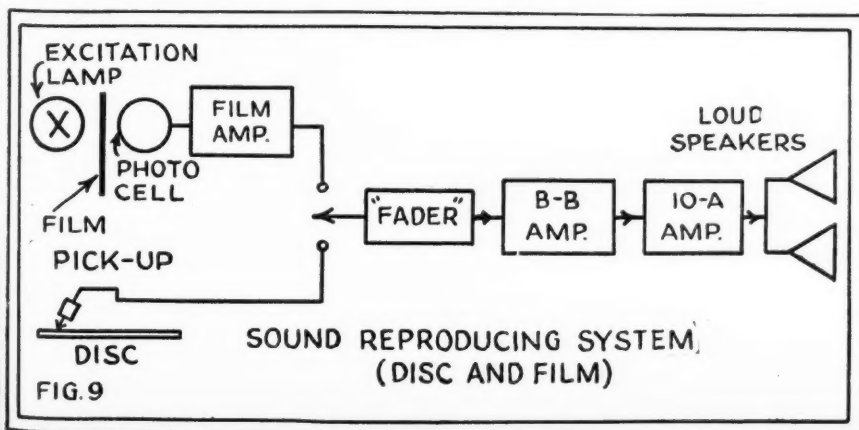 EXCITATION
LAMP
FILM
AMP.
PHOTO
CELL
FILM
PICK-UP
DISC
"FADER"
B-B
AMP.
10-A
AMP.
LOUD
SPEAKERS
SOUND REPRODUCING SYSTEM
(DISC AND FILM)
FIG. 9